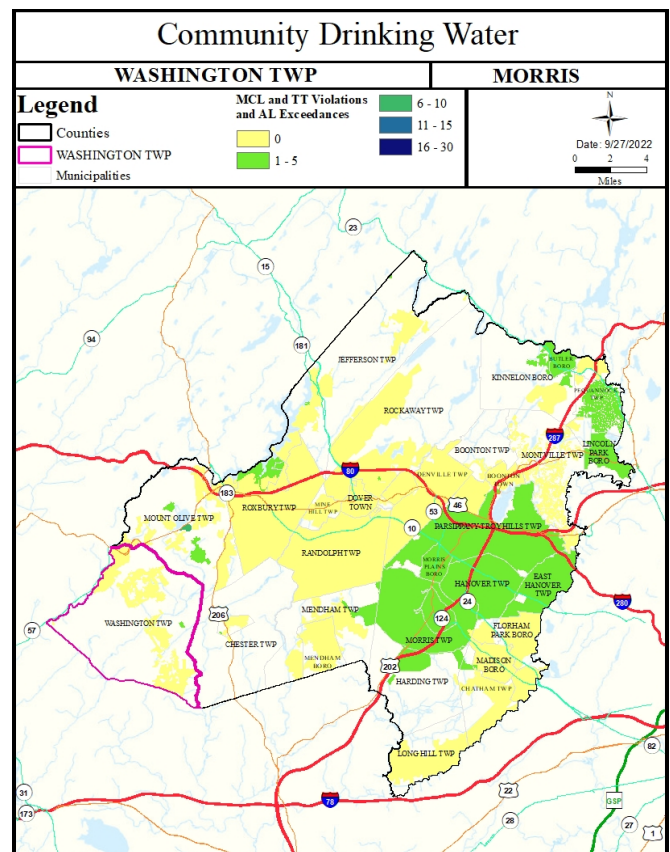 Community Drinking Water
WASHINGTON TWP
MORRIS
Legend
Counties
WASHINGTON TWP
Municipalities
MCL and TT Violations
and AL Exceedances
0
1 - 5
6 - 10
11 - 15
16 - 30
N
Date: 9/27/2022
0 2 4
Miles
23
15
94
181
JEFFERSON TWP
BUTLER
BORO
KINNELON BORO
PEQUANNOCK
TWP
ROCKAWAY TWP
287
LINCOLN
PARK
BORO
BOONTON TWP
MONTVILLE TWP
80
DENVILLE TWP
BOONTON
TOWN
183
DOVER
TOWN
46
53
ROXBURY TWP
MINE
HILL TWP
MOUNT OLIVE TWP
10
PARSIPPANY-TROY HILLS TWP
RANDOLPH TWP
MORRIS
PLAINS
BORO
HANOVER TWP
EAST
HANOVER
TWP
280
24
MENDHAM TWP
206
124
57
WASHINGTON TWP
FLORHAM
PARK BORO
CHESTER TWP
MORRIS TWP
MENDHAM
BORO
202
MADISON
BORO
HARDING TWP
CHATHAM TWP
LONG HILL TWP
82
31
22
78
GSP
173
28
27
1